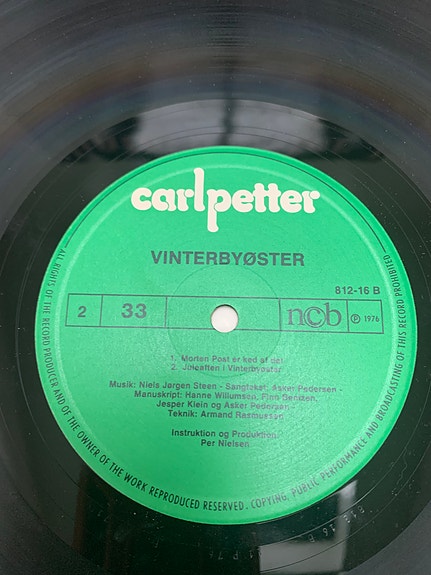 carlpetter
VINTERBYØSTER
812-16 B
2 33 ncb Ⓟ 1976
1. Morten Post er ked af det
2. Juleaften i Vinterbyøster
Musik: Niels Jørgen Steen - Sangtekst: Asker Pedersen -
Manuskript: Hanne Willumsen, Finn Bentzen,
Jesper Klein og Asker Pedersen -
Teknik: Armand Rasmussen
Instruktion og Produktion:
Per Nielsen
ALL RIGHTS OF THE RECORD PRODUCER AND OF THE OWNER OF THE WORK REPRODUCED RESERVED. COPYING, PUBLIC PERFORMANCE AND BROADCASTING OF THIS RECORD PROHIBITED